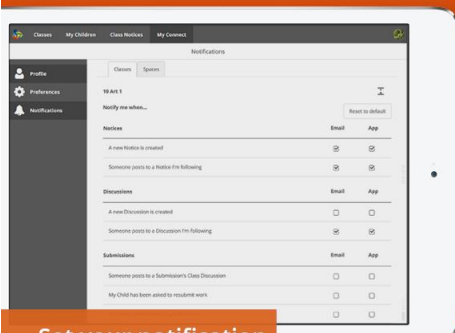 Classes My Children Class Notices My Connect
Notifications
Profile
Preferences
Notifications
Classes Spaces
10 Art 1
Notify me when...
Reset to default
Notices Email App
A new Notice is created
Someone posts to a Notice I'm following
Discussions Email App
A new Discussion is created
Someone posts to a Discussion I'm following
Submissions Email App
Someone posts to a Submission's Class Discussion
My Child has been asked to resubmit work
Set your notification